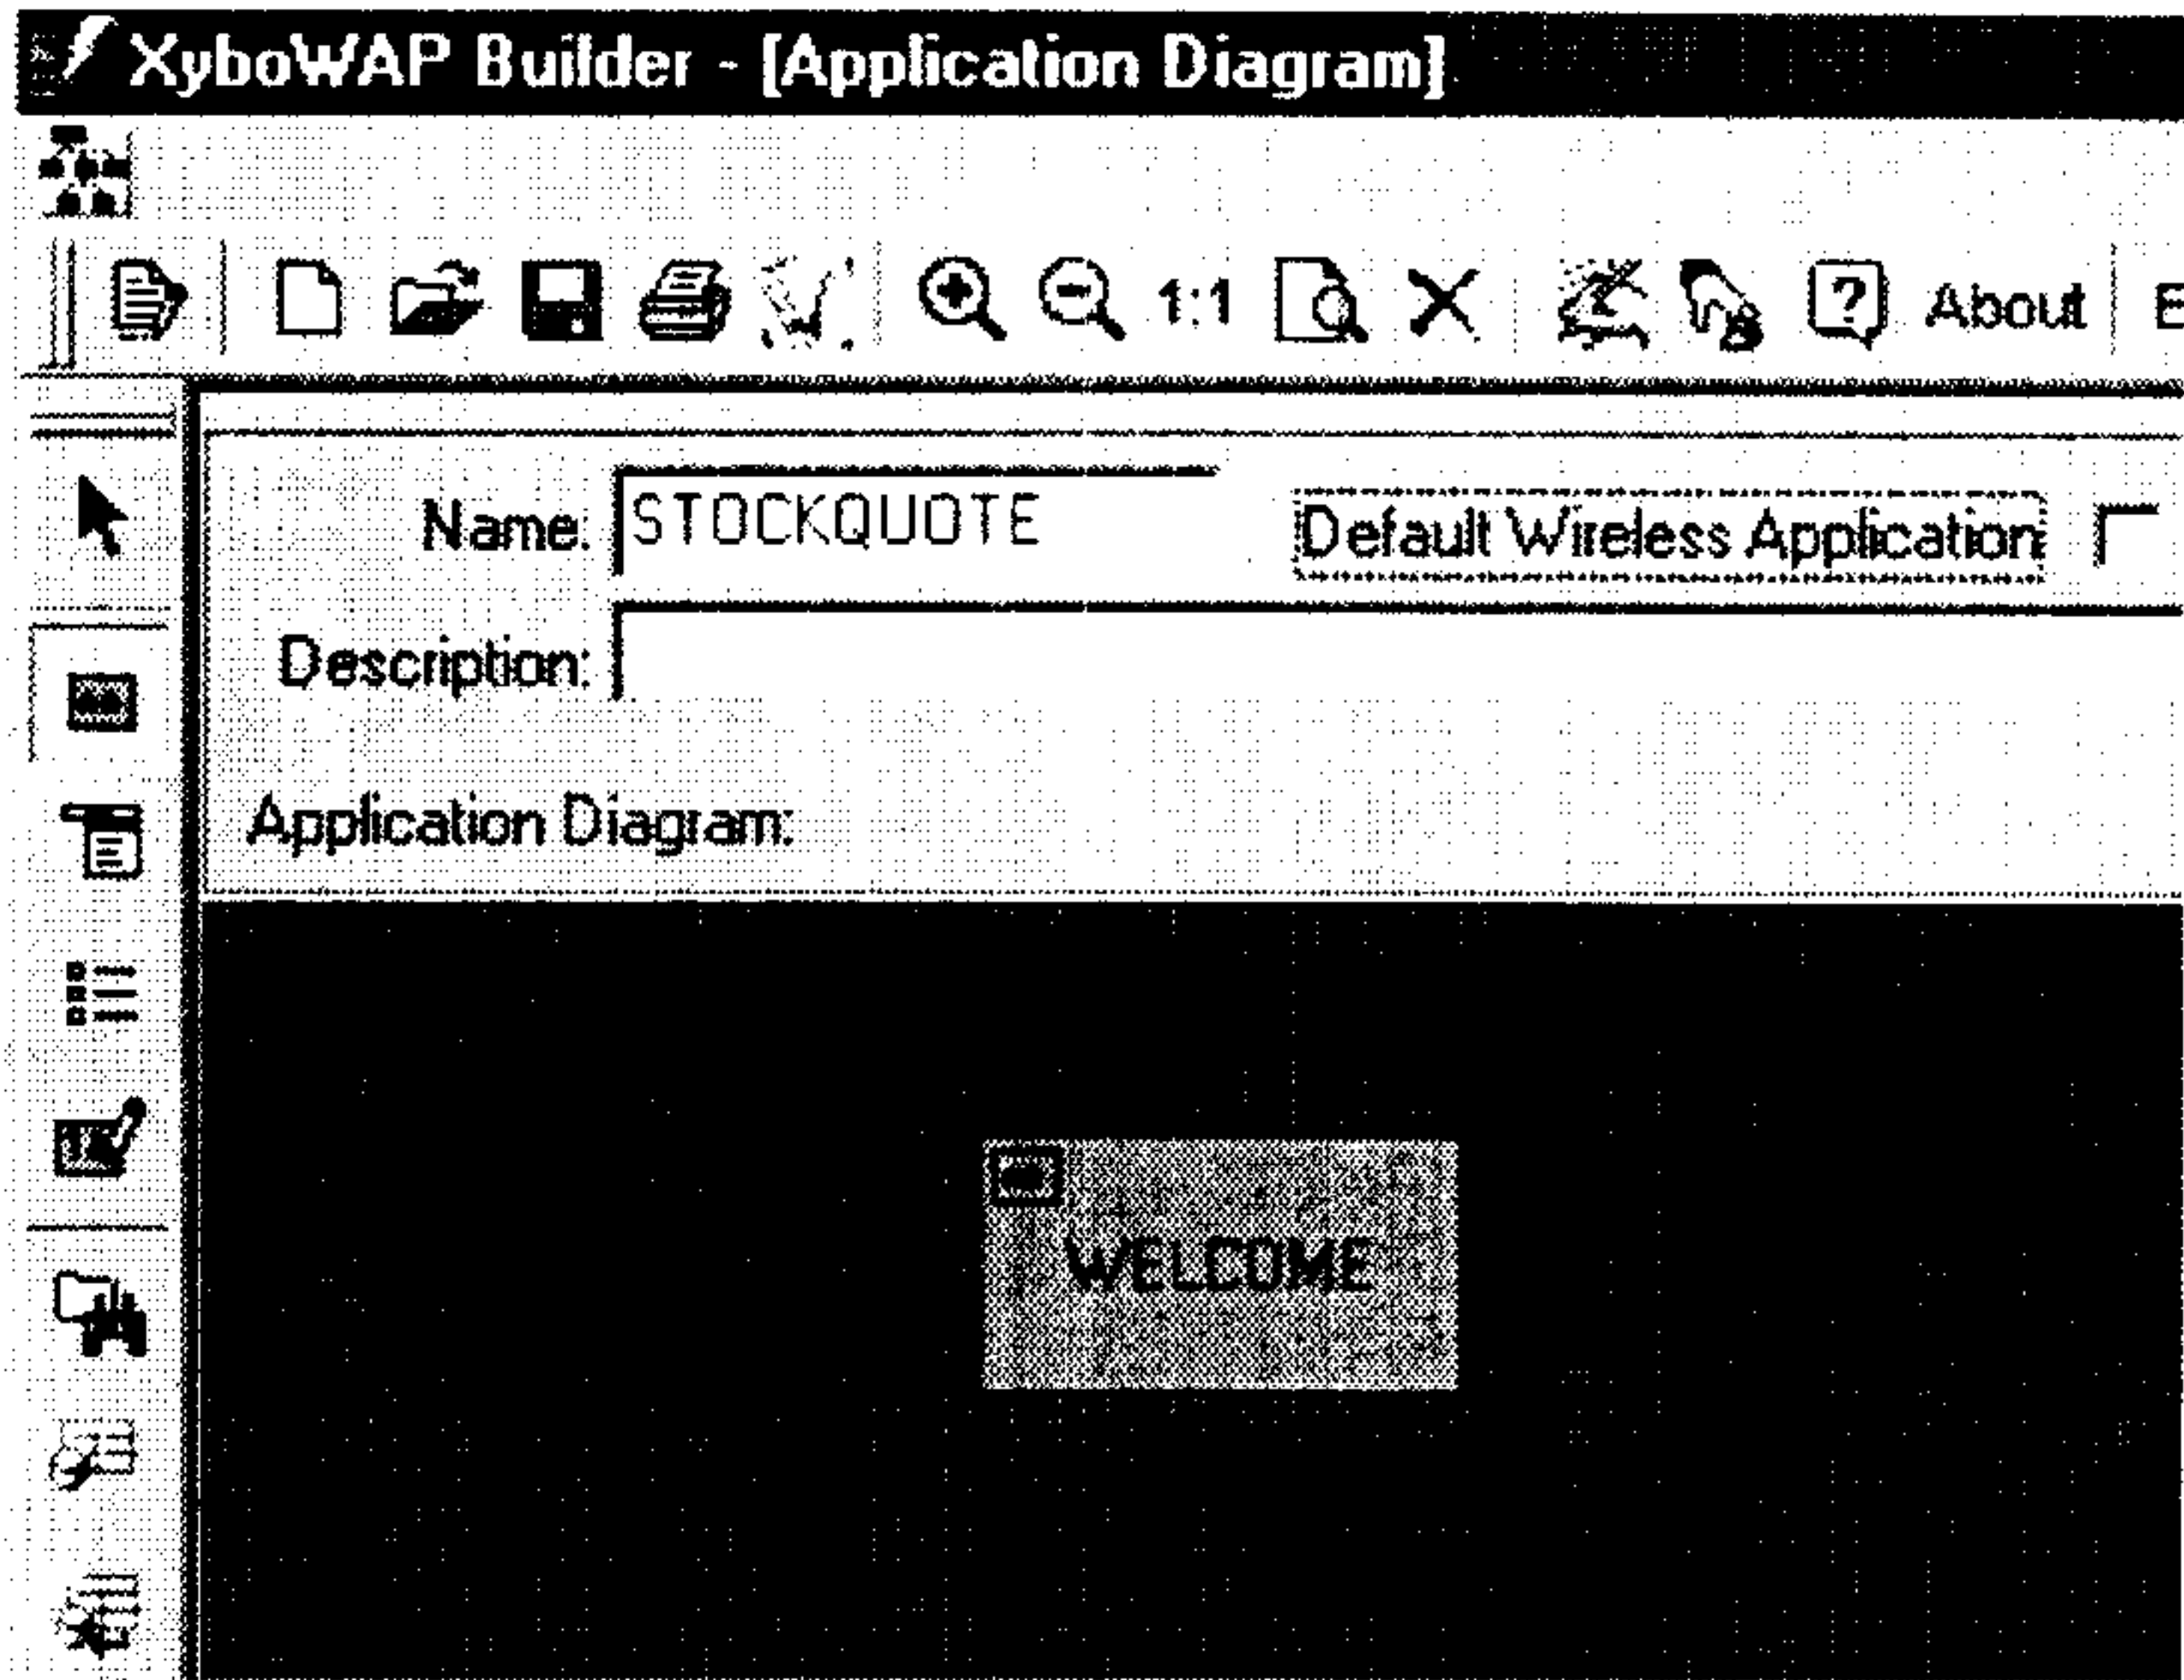 XyboWAP Builder - [Application Diagram]
1:1 ? About
Name: STOCKQUOTE Default Wireless Application
Description:
Application Diagram:
WELCOME